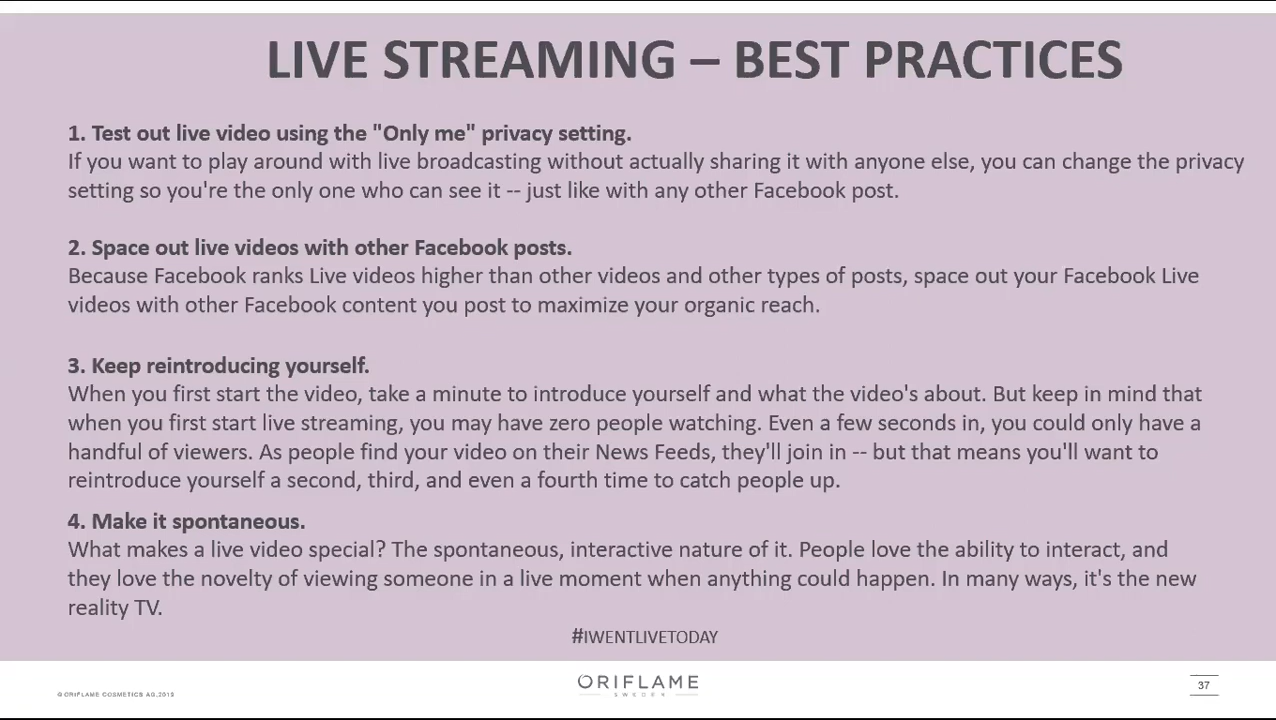 LIVE STREAMING – BEST PRACTICES
1. Test out live video using the "Only me" privacy setting.
If you want to play around with live broadcasting without actually sharing it with anyone else, you can change the privacy
setting so you're the only one who can see it -- just like with any other Facebook post.
2. Space out live videos with other Facebook posts.
Because Facebook ranks Live videos higher than other videos and other types of posts, space out your Facebook Live
videos with other Facebook content you post to maximize your organic reach.
3. Keep reintroducing yourself.
When you first start the video, take a minute to introduce yourself and what the video's about. But keep in mind that
when you first start live streaming, you may have zero people watching. Even a few seconds in, you could only have a
handful of viewers. As people find your video on their News Feeds, they'll join in -- but that means you'll want to
reintroduce yourself a second, third, and even a fourth time to catch people up.
4. Make it spontaneous.
What makes a live video special? The spontaneous, interactive nature of it. People love the ability to interact, and
they love the novelty of viewing someone in a live moment when anything could happen. In many ways, it's the new
reality TV.
#IWENTLIVETODAY
© ORIFLAME COSMETICS AG,
ORIFLAME
SWEDEN
37